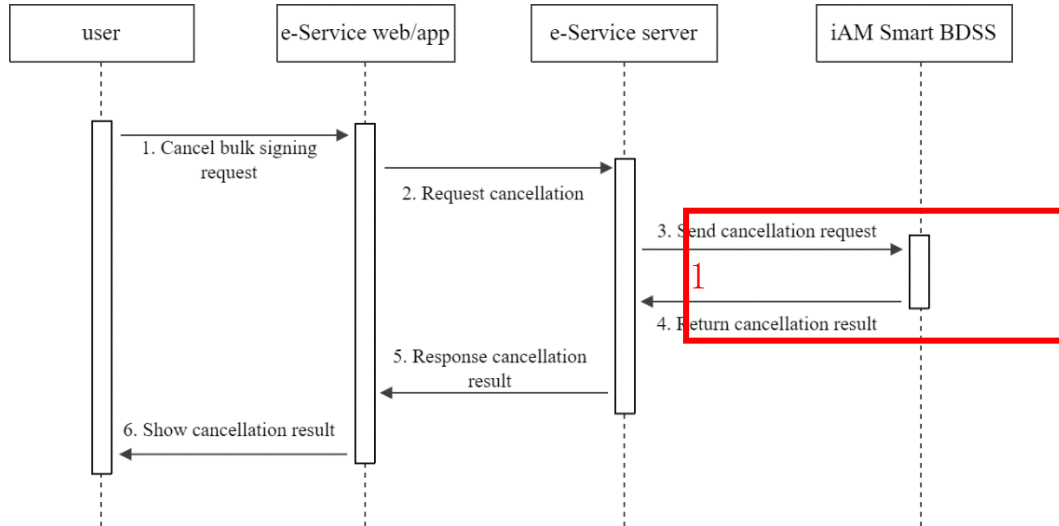 user
e-Service web/app
e-Service server
iAM Smart BDSS
1. Cancel bulk signing
request
2. Request cancellation
3. Send cancellation request
1
4. Return cancellation result
5. Response cancellation
result
6. Show cancellation result